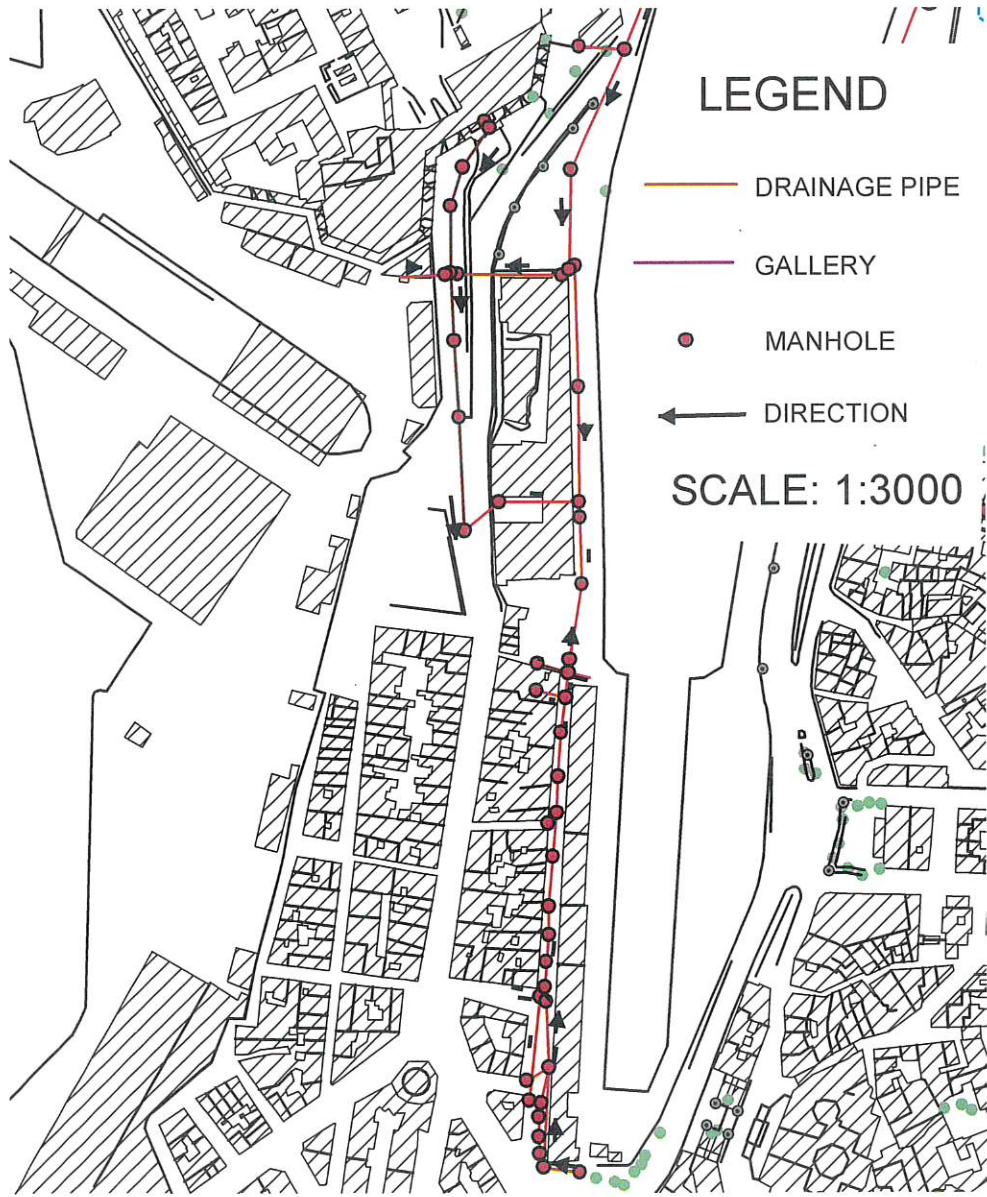 LEGEND
DRAINAGE PIPE
GALLERY
MANHOLE
DIRECTION
SCALE: 1:3000